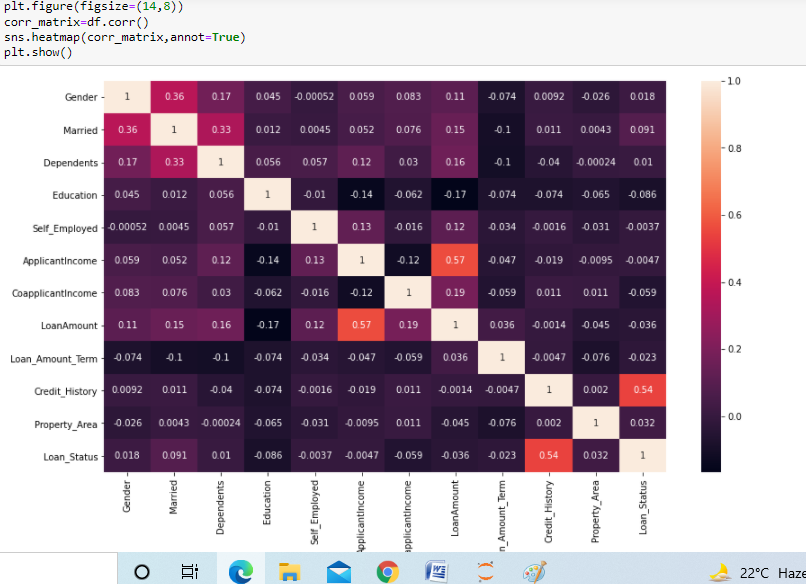 plt.figure(figsize=(14,8))
corr_matrix=df.corr()
sns.heatmap(corr_matrix,annot=True)
plt.show()
Gender 1 0.36 0.17 0.045 -0.00052 0.059 0.083 0.11 -0.074 0.0092 -0.026 0.018
Married 0.36 1 0.33 0.012 0.0045 0.052 0.076 0.15 -0.1 0.011 0.0043 0.091
Dependents 0.17 0.33 1 0.056 0.057 0.12 0.03 0.16 -0.1 -0.04 -0.00024 0.01
Education 0.045 0.012 0.056 1 -0.01 -0.14 -0.062 -0.17 -0.074 -0.074 -0.065 -0.086
Self_Employed -0.00052 0.0045 0.057 -0.01 1 0.13 -0.016 0.12 -0.034 -0.0016 -0.031 -0.0037
ApplicantIncome 0.059 0.052 0.12 -0.14 0.13 1 -0.12 0.57 -0.047 -0.019 -0.0095 -0.0047
CoapplicantIncome 0.083 0.076 0.03 -0.062 -0.016 -0.12 1 0.19 -0.059 0.011 0.011 -0.059
LoanAmount 0.11 0.15 0.16 -0.17 0.12 0.57 0.19 1 0.036 -0.0014 -0.045 -0.036
Loan_Amount_Term -0.074 -0.1 -0.1 -0.074 -0.034 -0.047 -0.059 0.036 1 -0.0047 -0.076 -0.023
Credit_History 0.0092 0.011 -0.04 -0.074 -0.0016 -0.019 0.011 -0.0014 -0.0047 1 0.002 0.54
Property_Area -0.026 0.0043 -0.00024 -0.065 -0.031 -0.0095 0.011 -0.045 -0.076 0.002 1 0.032
Loan_Status 0.018 0.091 0.01 -0.086 -0.0037 -0.0047 -0.059 -0.036 -0.023 0.54 0.032 1
Gender
Married
Dependents
Education
Self_Employed
pplicantIncome
pplicantIncome
LoanAmount
n_Amount_Term
Credit_History
Property_Area
Loan_Status
1.0
0.8
0.6
0.4
0.2
0.0
22°C Haze